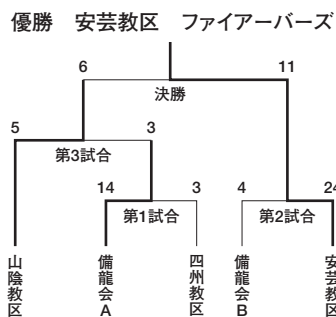 優勝 安芸教区 ファイアーバーズ
6 11
決勝
5 3
第3試合
14 3 4 24
第1試合 第2試合
山陰教区
備龍会A
四州教区
備龍会B
安芸教区